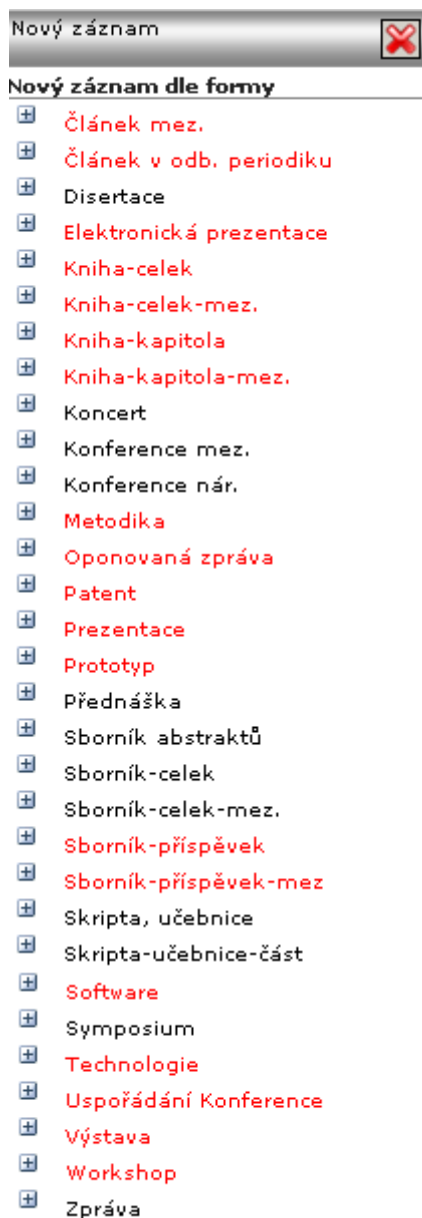 Nový záznam
Nový záznam dle formy
Článek mez.
Článek v odb. periodiku
Disertace
Elektronická prezentace
Kniha-celek
Kniha-celek-mez.
Kniha-kapitola
Kniha-kapitola-mez.
Koncert
Konference mez.
Konference nár.
Metodika
Oponovaná zpráva
Patent
Prezentace
Prototyp
Přednáška
Sborník abstraktů
Sborník-celek
Sborník-celek-mez.
Sborník-příspěvek
Sborník-příspěvek-mez
Skripta, učebnice
Skripta-učebnice-část
Software
Symposium
Technologie
Uspořádání Konference
Výstava
Workshop
Zpráva